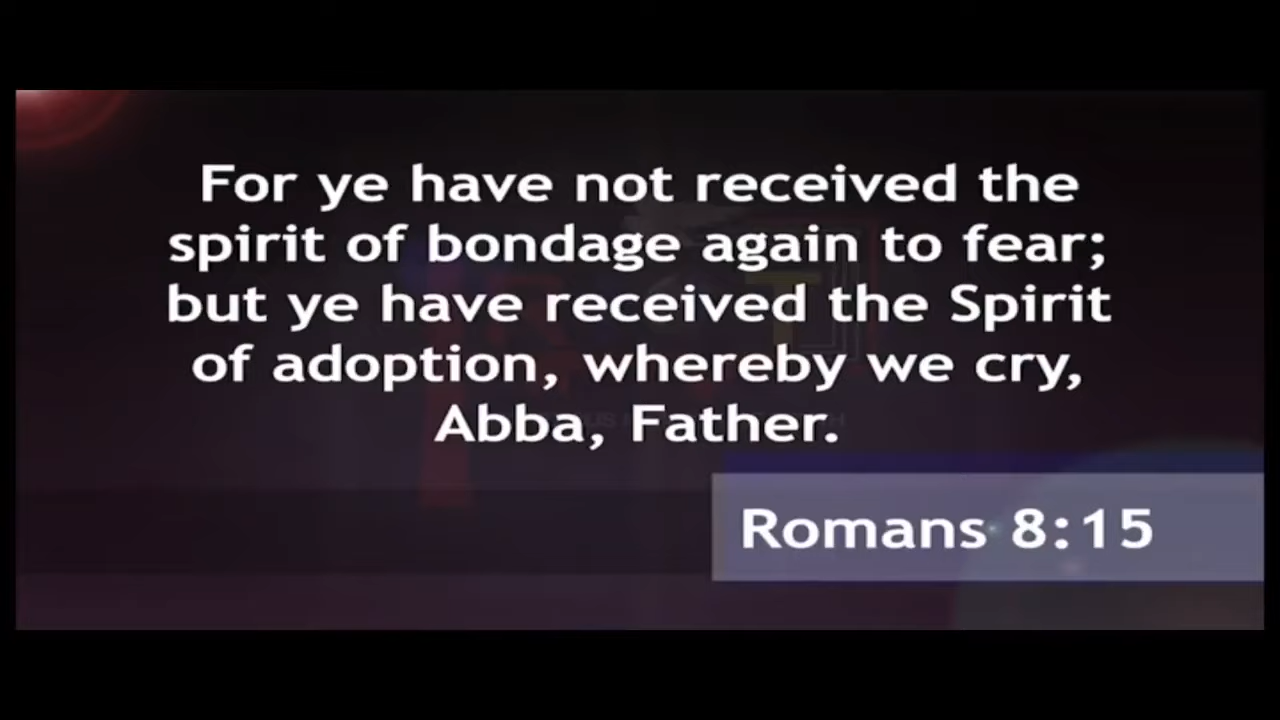 For ye have not received the
spirit of bondage again to fear;
but ye have received the Spirit
of adoption, whereby we cry,
Abba, Father.
Romans 8:15